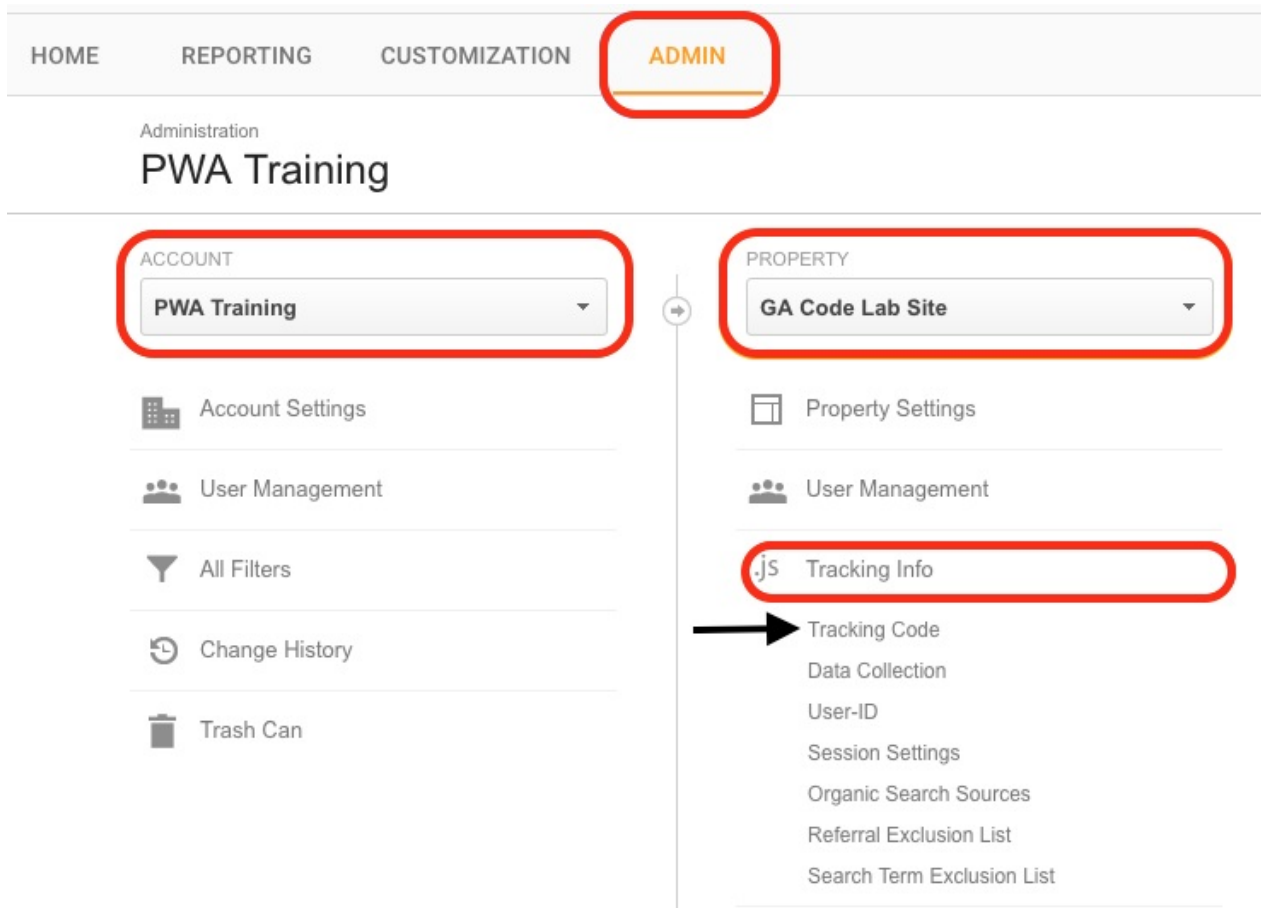 HOME REPORTING CUSTOMIZATION ADMIN
Administration
PWA Training
ACCOUNT
PWA Training
Account Settings
User Management
All Filters
Change History
Trash Can
PROPERTY
GA Code Lab Site
Property Settings
User Management
.js Tracking Info
Tracking Code
Data Collection
User-ID
Session Settings
Organic Search Sources
Referral Exclusion List
Search Term Exclusion List